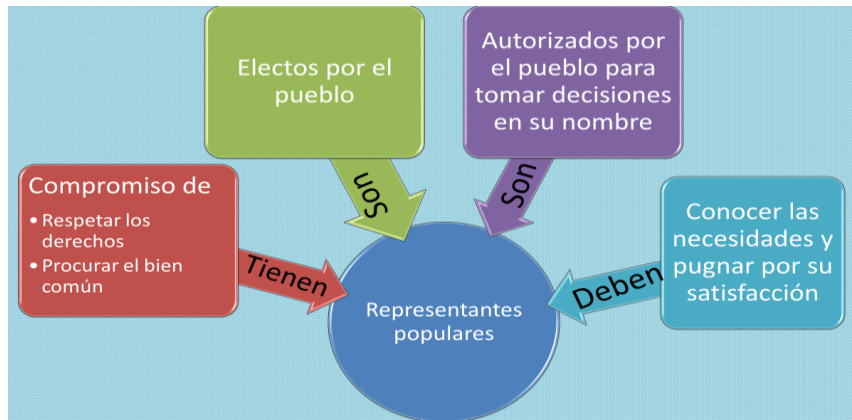 Electos por el
pueblo
Autorizados por
el pueblo para
tomar decisiones
en su nombre
Compromiso de
• Respetar los
derechos
• Procurar el bien
común
Conocer las
necesidades y
pugnar por su
satisfacción
Tienen
Son
Son
Deben
Representantes
populares